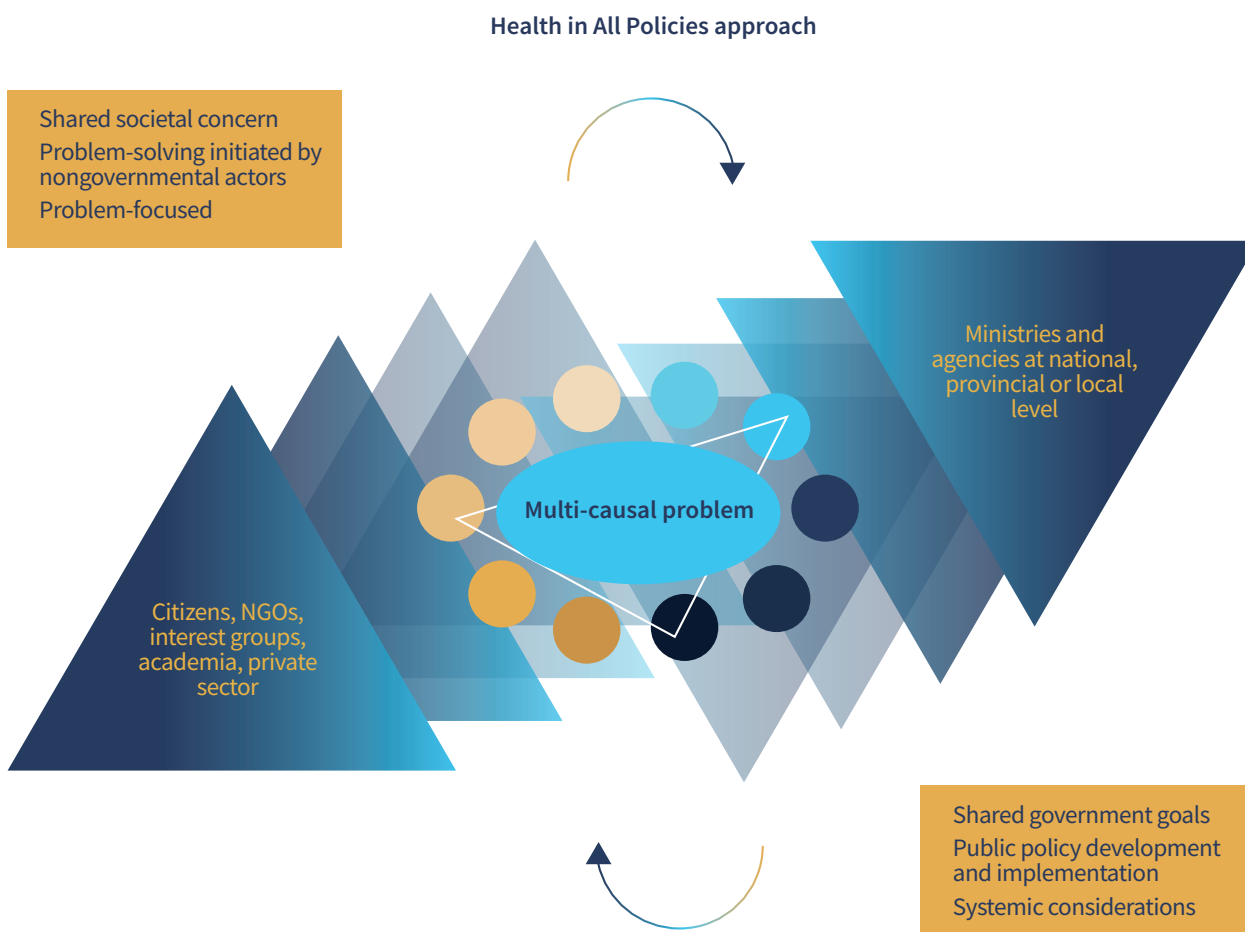 Health in All Policies approach
Shared societal concern
Problem-solving initiated by
nongovernmental actors
Problem-focused
Ministries and
agencies at national,
provincial or local
level
Multi-causal problem
Citizens, NGOs,
interest groups,
academia, private
sector
Shared government goals
Public policy development
and implementation
Systemic considerations